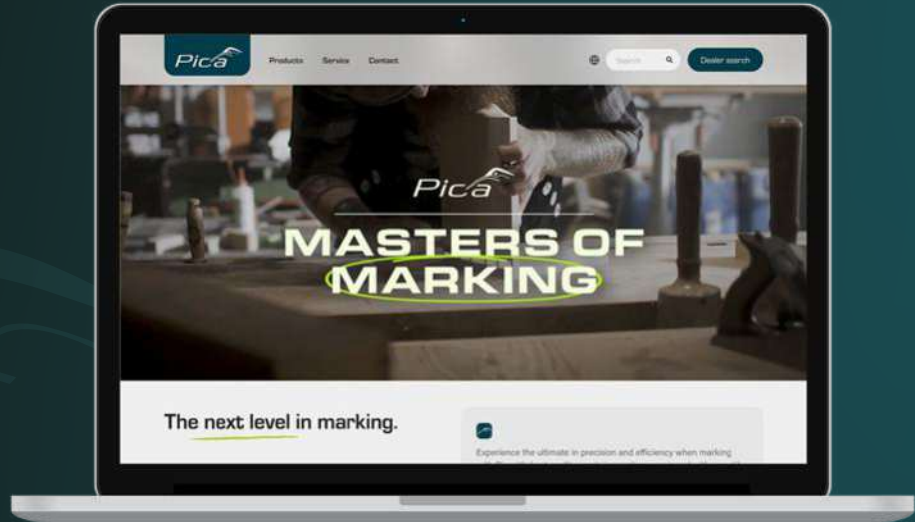 Pica
Products Service Contact
Search
Dealer search
Pica
MASTERS OF
MARKING
The next level in marking.
Experience the ultimate in precision and efficiency when marking